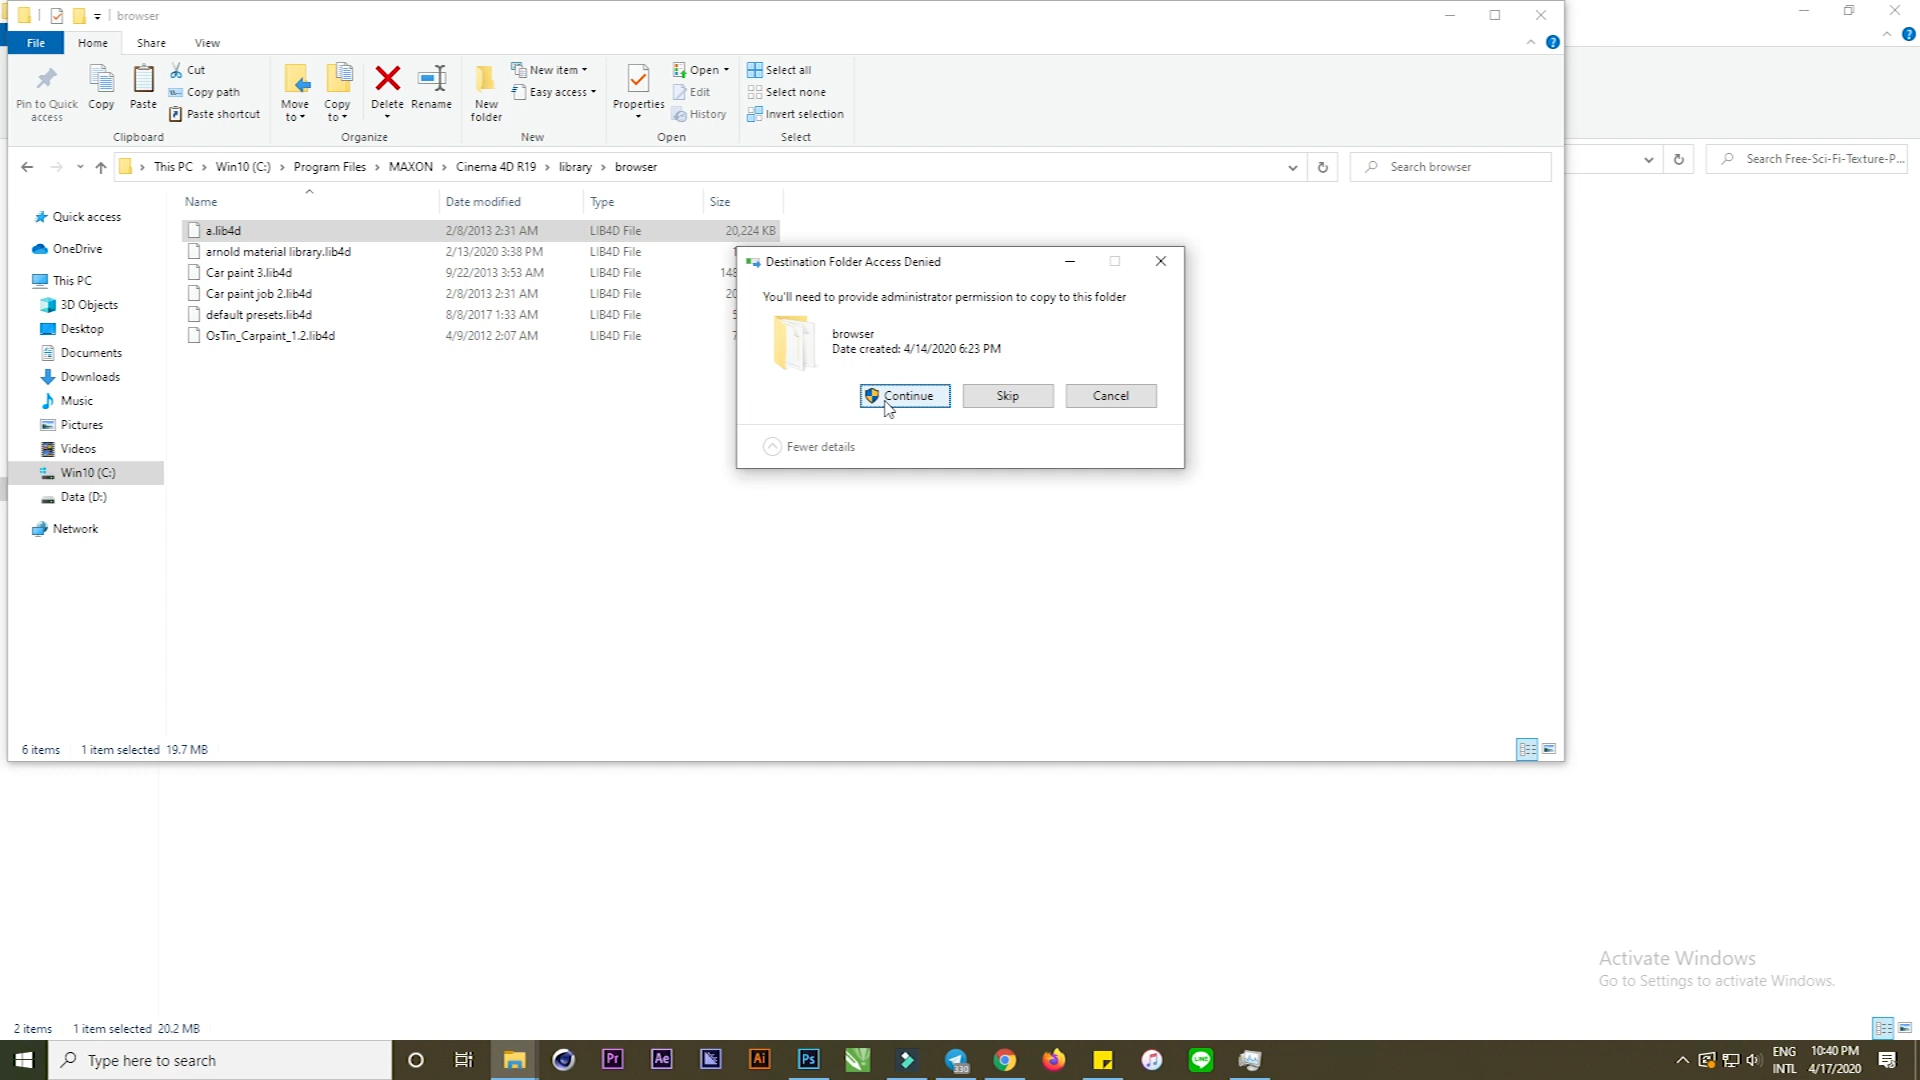 browser
File Home Share View
Pin to Quick access
Copy
Paste
Cut
Copy path
Paste shortcut
Move to
Copy to
Delete
Rename
New folder
New item
Easy access
Properties
Open
Edit
History
Select all
Select none
Invert selection
Clipboard
Organize
New
Open
Select
This PC > Win10 (C:) > Program Files > MAXON > Cinema 4D R19 > library > browser
Search browser
Search Free-Sci-Fi-Texture-P...
Name Date modified Type Size
a.lib4d 2/8/2013 2:31 AM LIB4D File 20,224 KB
arnold material library.lib4d 2/13/2020 3:38 PM LIB4D File
Car paint 3.lib4d 9/22/2013 3:53 AM LIB4D File 148
Car paint job 2.lib4d 2/8/2013 2:31 AM LIB4D File 20
default presets.lib4d 8/8/2017 1:33 AM LIB4D File
OsTin_Carpaint_1.2.lib4d 4/9/2012 2:07 AM LIB4D File
Quick access
OneDrive
This PC
3D Objects
Desktop
Documents
Downloads
Music
Pictures
Videos
Win10 (C:)
Data (D:)
Network
Destination Folder Access Denied
You'll need to provide administrator permission to copy to this folder
browser
Date created: 4/14/2020 6:23 PM
Continue
Skip
Cancel
Fewer details
6 items 1 item selected 19.7 MB
Activate Windows
Go to Settings to activate Windows.
2 items 1 item selected 20.2 MB
Type here to search
Pr
Ae
Ai
Ps
330
LINE
ENG
INTL
10:40 PM
4/17/2020